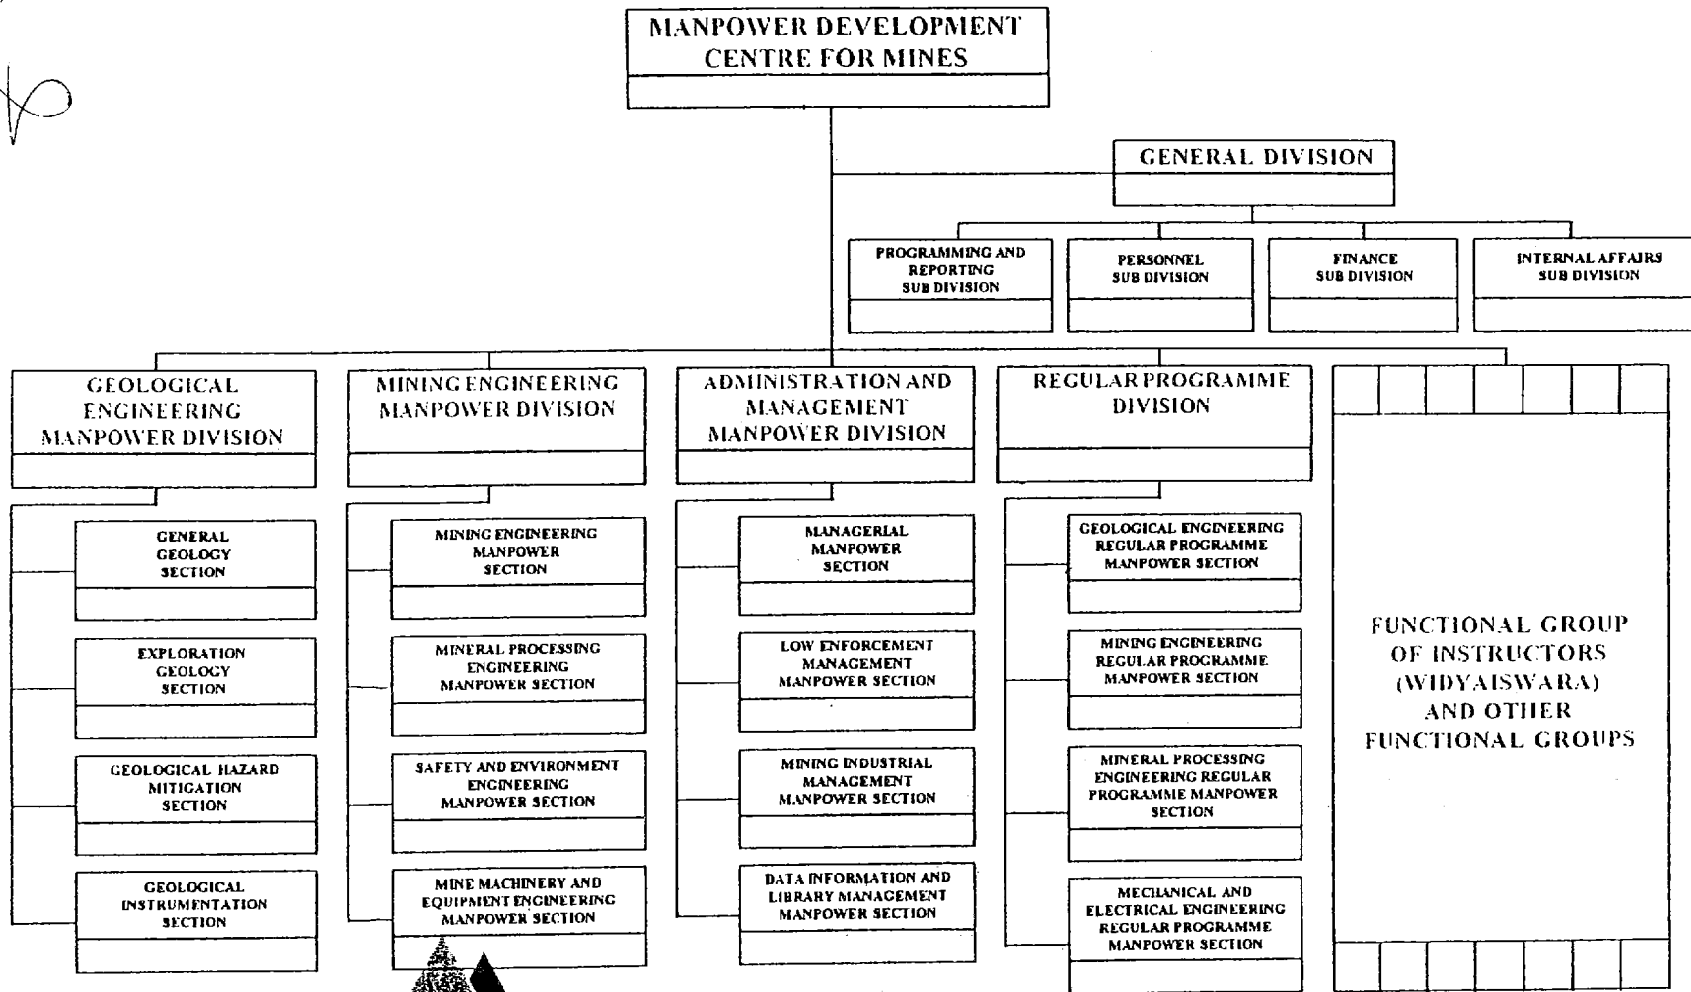 MANPOWER DEVELOPMENT
CENTRE FOR MINES
GENERAL DIVISION
PROGRAMMING AND
REPORTING
SUB DIVISION
PERSONNEL
SUB DIVISION
FINANCE
SUB DIVISION
INTERNAL AFFAIRS
SUB DIVISION
GEOLOGICAL
ENGINEERING
MANPOWER DIVISION
MINING ENGINEERING
MANPOWER DIVISION
ADMINISTRATION AND
MANAGEMENT
MANPOWER DIVISION
REGULAR PROGRAMME
DIVISION
GENERAL
GEOLOGY
SECTION
EXPLORATION
GEOLOGY
SECTION
GEOLOGICAL HAZARD
MITIGATION
SECTION
GEOLOGICAL
INSTRUMENTATION
SECTION
MINING ENGINEERING
MANPOWER
SECTION
MINERAL PROCESSING
ENGINEERING
MANPOWER SECTION
SAFETY AND ENVIRONMENT
ENGINEERING
MANPOWER SECTION
MINE MACHINERY AND
EQUIPMENT ENGINEERING
MANPOWER SECTION
MANAGERIAL
MANPOWER
SECTION
LOW ENFORCEMENT
MANAGEMENT
MANPOWER SECTION
MINING INDUSTRIAL
MANAGEMENT
MANPOWER SECTION
DATA INFORMATION AND
LIBRARY MANAGEMENT
MANPOWER SECTION
GEOLOGICAL ENGINEERING
REGULAR PROGRAMME
MANPOWER SECTION
MINING ENGINEERING
REGULAR PROGRAMME
MANPOWER SECTION
MINERAL PROCESSING
ENGINEERING REGULAR
PROGRAMME MANPOWER
SECTION
MECHANICAL AND
ELECTRICAL ENGINEERING
REGULAR PROGRAMME
MANPOWER SECTION
FUNCTIONAL GROUP
OF INSTRUCTORS
(WIDYAISWARA)
AND OTHER
FUNCTIONAL GROUPS